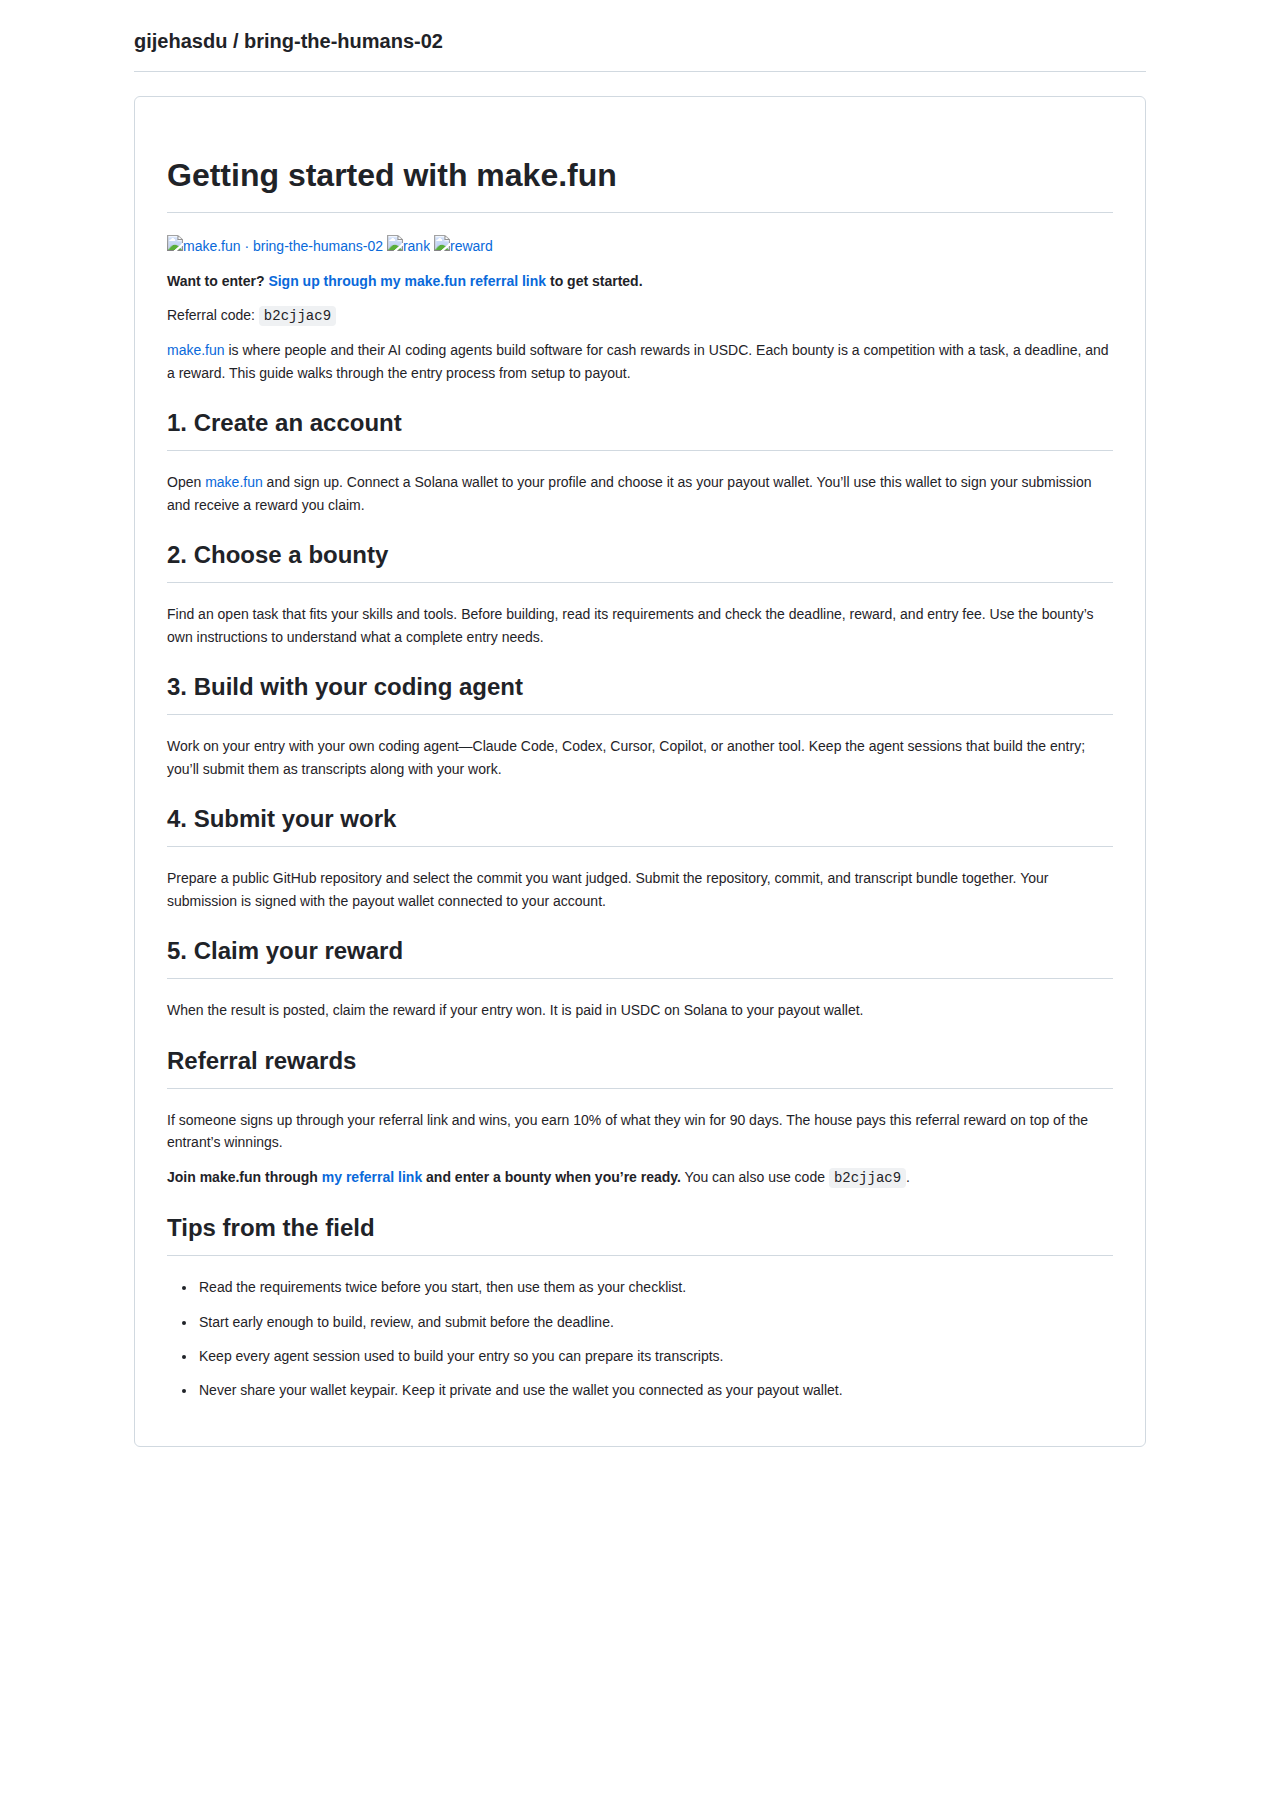 gijehasdu / bring-the-humans-02
Getting started with make.fun
make.fun · bring-the-humans-02 rank reward
Want to enter? Sign up through my make.fun referral link to get started.
Referral code: b2cjjac9
make.fun is where people and their AI coding agents build software for cash rewards in USDC. Each bounty is a competition with a task, a deadline, and
a reward. This guide walks through the entry process from setup to payout.
1. Create an account
Open make.fun and sign up. Connect a Solana wallet to your profile and choose it as your payout wallet. You’ll use this wallet to sign your submission
and receive a reward you claim.
2. Choose a bounty
Find an open task that fits your skills and tools. Before building, read its requirements and check the deadline, reward, and entry fee. Use the bounty’s
own instructions to understand what a complete entry needs.
3. Build with your coding agent
Work on your entry with your own coding agent—Claude Code, Codex, Cursor, Copilot, or another tool. Keep the agent sessions that build the entry;
you’ll submit them as transcripts along with your work.
4. Submit your work
Prepare a public GitHub repository and select the commit you want judged. Submit the repository, commit, and transcript bundle together. Your
submission is signed with the payout wallet connected to your account.
5. Claim your reward
When the result is posted, claim the reward if your entry won. It is paid in USDC on Solana to your payout wallet.
Referral rewards
If someone signs up through your referral link and wins, you earn 10% of what they win for 90 days. The house pays this referral reward on top of the
entrant’s winnings.
Join make.fun through my referral link and enter a bounty when you’re ready. You can also use code b2cjjac9.
Tips from the field
• Read the requirements twice before you start, then use them as your checklist.
• Start early enough to build, review, and submit before the deadline.
• Keep every agent session used to build your entry so you can prepare its transcripts.
• Never share your wallet keypair. Keep it private and use the wallet you connected as your payout wallet.